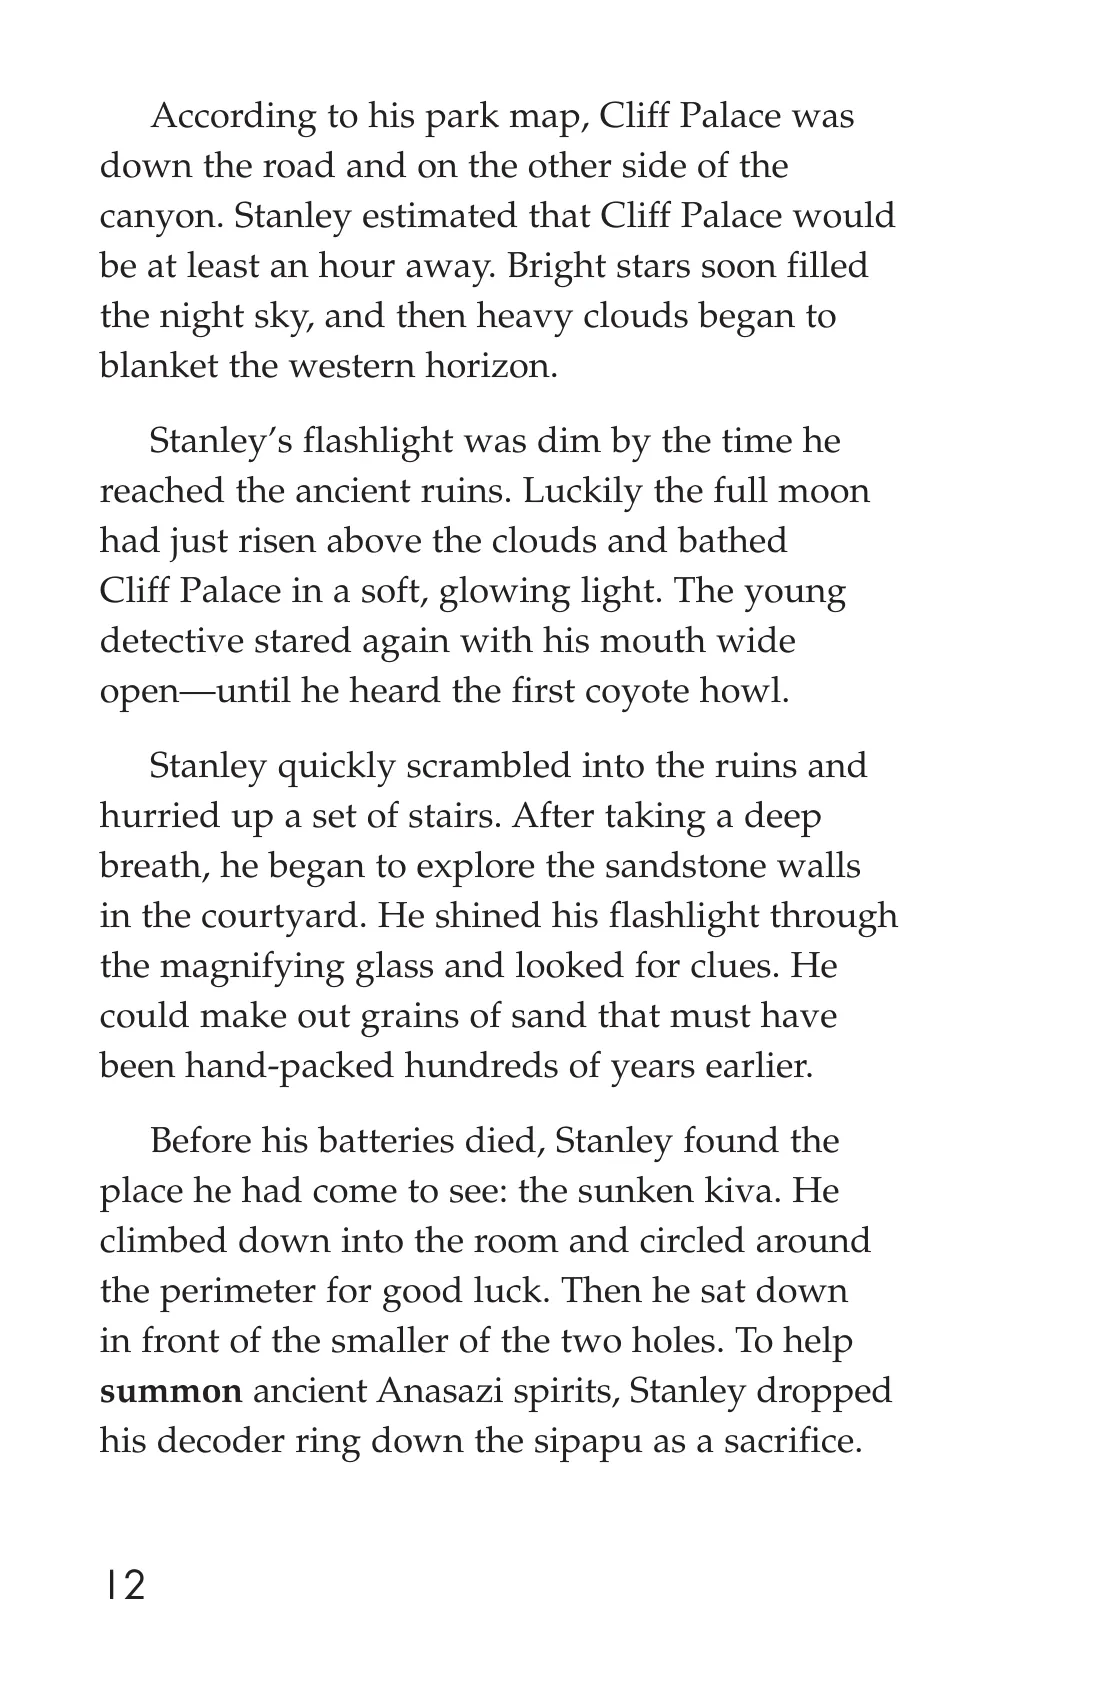 According to his park map, Cliff Palace was
down the road and on the other side of the
canyon. Stanley estimated that Cliff Palace would
be at least an hour away. Bright stars soon filled
the night sky, and then heavy clouds began to
blanket the western horizon.
Stanley’s flashlight was dim by the time he
reached the ancient ruins. Luckily the full moon
had just risen above the clouds and bathed
Cliff Palace in a soft, glowing light. The young
detective stared again with his mouth wide
open—until he heard the first coyote howl.
Stanley quickly scrambled into the ruins and
hurried up a set of stairs. After taking a deep
breath, he began to explore the sandstone walls
in the courtyard. He shined his flashlight through
the magnifying glass and looked for clues. He
could make out grains of sand that must have
been hand-packed hundreds of years earlier.
Before his batteries died, Stanley found the
place he had come to see: the sunken kiva. He
climbed down into the room and circled around
the perimeter for good luck. Then he sat down
in front of the smaller of the two holes. To help
summon ancient Anasazi spirits, Stanley dropped
his decoder ring down the sipapu as a sacrifice.
12